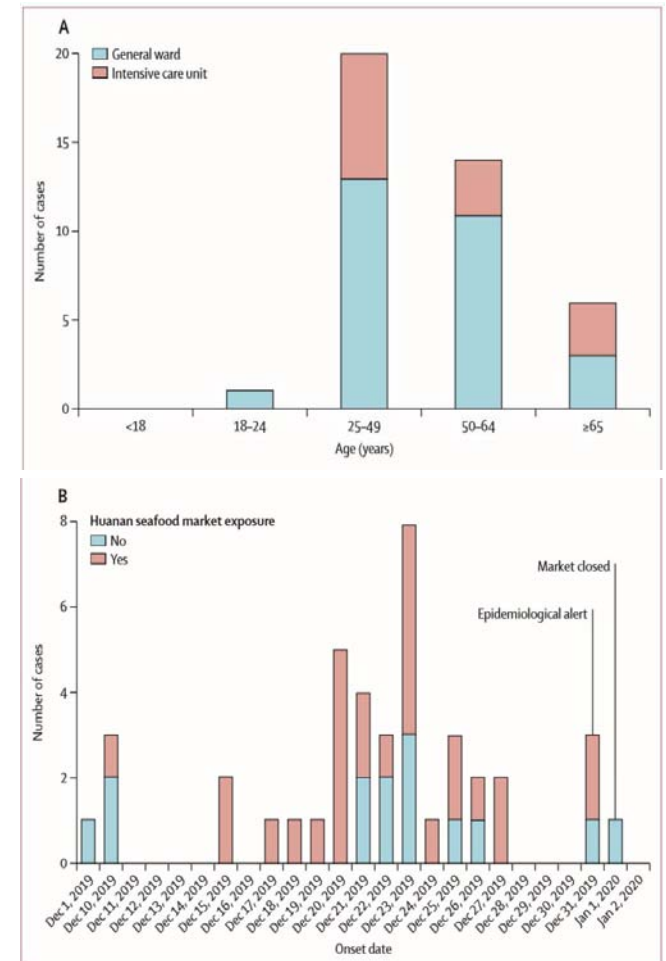 A
General ward
Intensive care unit
20
15
10
5
0
Number of cases
<18 18–24 25–49 50–64 ≥65
Age (years)
B
Huanan seafood market exposure
No
Yes
Market closed
Epidemiological alert
8
6
4
2
0
Number of cases
Dec 1, 2019
Dec 10, 2019
Dec 11, 2019
Dec 12, 2019
Dec 13, 2019
Dec 14, 2019
Dec 15, 2019
Dec 16, 2019
Dec 17, 2019
Dec 18, 2019
Dec 19, 2019
Dec 20, 2019
Dec 21, 2019
Dec 22, 2019
Dec 23, 2019
Dec 24, 2019
Dec 25, 2019
Dec 26, 2019
Dec 27, 2019
Dec 28, 2019
Dec 29, 2019
Dec 30, 2019
Dec 31, 2019
Jan 1, 2020
Jan 2, 2020
Onset date